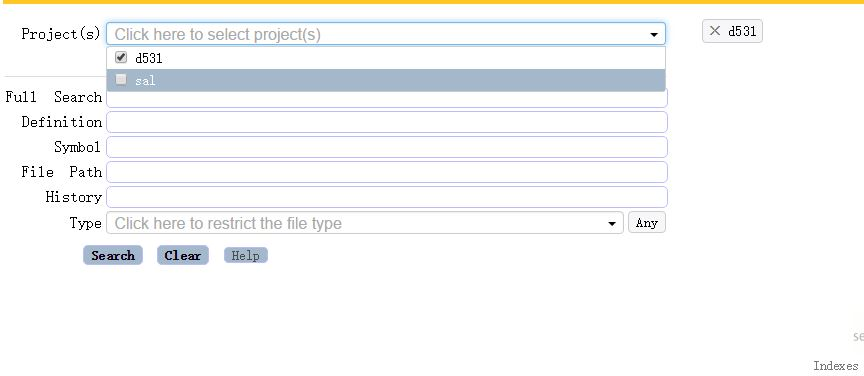 Project(s) Click here to select project(s) d531
d531
sal
Full Search
Definition
Symbol
File Path
History
Type Click here to restrict the file type Any
Search Clear Help
se
Indexes